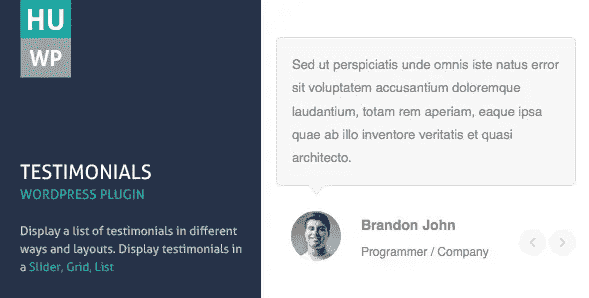 HU
WP
TESTIMONIALS
WORDPRESS PLUGIN
Display a list of testimonials in different
ways and layouts. Display testimonials in
a Slider, Grid, List
Sed ut perspiciatis unde omnis iste natus error
sit voluptatem accusantium doloremque
laudantium, totam rem aperiam, eaque ipsa
quae ab illo inventore veritatis et quasi
architecto.
Brandon John
Programmer / Company